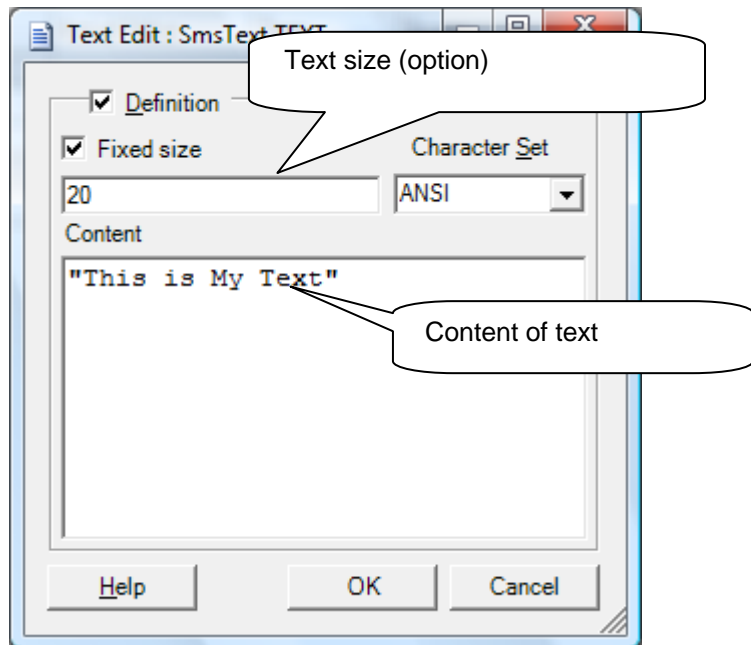 Text Edit : SmsText TEXT
Text size (option)
Definition
Fixed size
Character Set
20
ANSI
Content
"This is My Text"
Content of text
Help
OK
Cancel